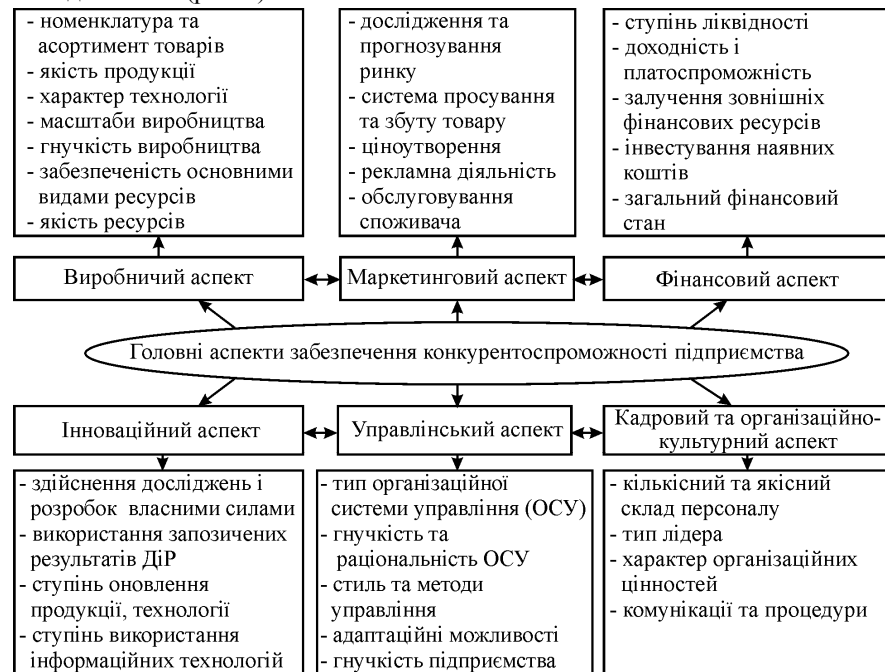 - номенклатура та
асортимент товарів
- якість продукції
- характер технології
- масштаби виробництва
- гнучкість виробництва
- забезпеченість основними
видами ресурсів
- якість ресурсів
- дослідження та
прогнозування
ринку
- система просування
та збуту товару
- ціноутворення
- рекламна діяльність
- обслуговування
споживача
- ступінь ліквідності
- доходність і
платоспроможність
- залучення зовнішніх
фінансових ресурсів
- інвестування наявних
коштів
- загальний фінансовий
стан
Виробничий аспект
Маркетинговий аспект
Фінансовий аспект
Головні аспекти забезпечення конкурентоспроможності підприємства
Інноваційний аспект
Управлінський аспект
Кадровий та організаційно-
культурний аспект
- здійснення досліджень і
розробок власними силами
- використання запозичених
результатів ДіР
- ступінь оновлення
продукції, технології
- ступінь використання
інформаційних технологій
- тип організаційної
системи управління (ОСУ)
- гнучкість та
раціональність ОСУ
- стиль та методи
управління
- адаптаційні можливості
- гнучкість підприємства
- кількісний та якісний
склад персоналу
- тип лідера
- характер організаційних
цінностей
- комунікації та процедури